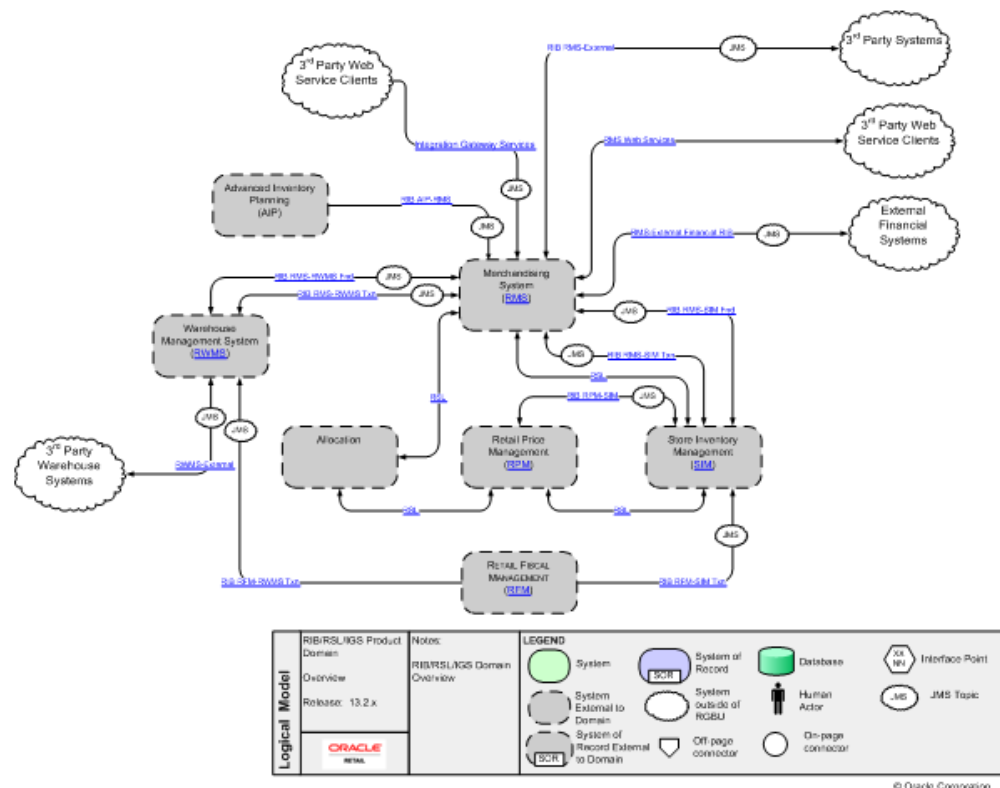 RIB RMS-External
JMS
3rd Party Systems
3rd Party Web
Service Clients
Integration Gateway Services
JMS
RMS Web Services
3rd Party Web
Service Clients
Advanced Inventory
Planning
(AIP)
RIB AIP-RMS
JMS
RMS-External Financial RIB
JMS
External
Financial
Systems
RIB RMS-RWMS Fnd
JMS
RIB RMS-RWMS Txn
JMS
Merchandising
System
(RMS)
JMS
RIB RMS-SIM Fnd
Warehouse
Management System
(RWMS)
JMS
RIB RMS-SIM Txn
RSL
RSL
RIB RPM-SIM
JMS
JMS
JMS
Allocation
Retail Price
Management
(RPM)
Store Inventory
Management
(SIM)
3rd Party
Warehouse
Systems
RWMS-External
RSL
RSL
JMS
RIB RFM-RWMS Txn
RETAIL FISCAL
MANAGEMENT
(RFM)
RIB RFM-SIM Txn
Logical Model
RIB/RSL/IGS Product
Domain
Overview
Release: 13.2.x
ORACLE
RETAIL
Notes:
RIB/RSL/IGS Domain
Overview
LEGEND
System
SOR
System of
Record
Database
XX
NN
Interface Point
System
External to
Domain
System
outside of
RGBU
Human
Actor
JMS
JMS Topic
SOR
System of
Record External
to Domain
Off-page
connector
On-page
connector
© Oracle Corporation